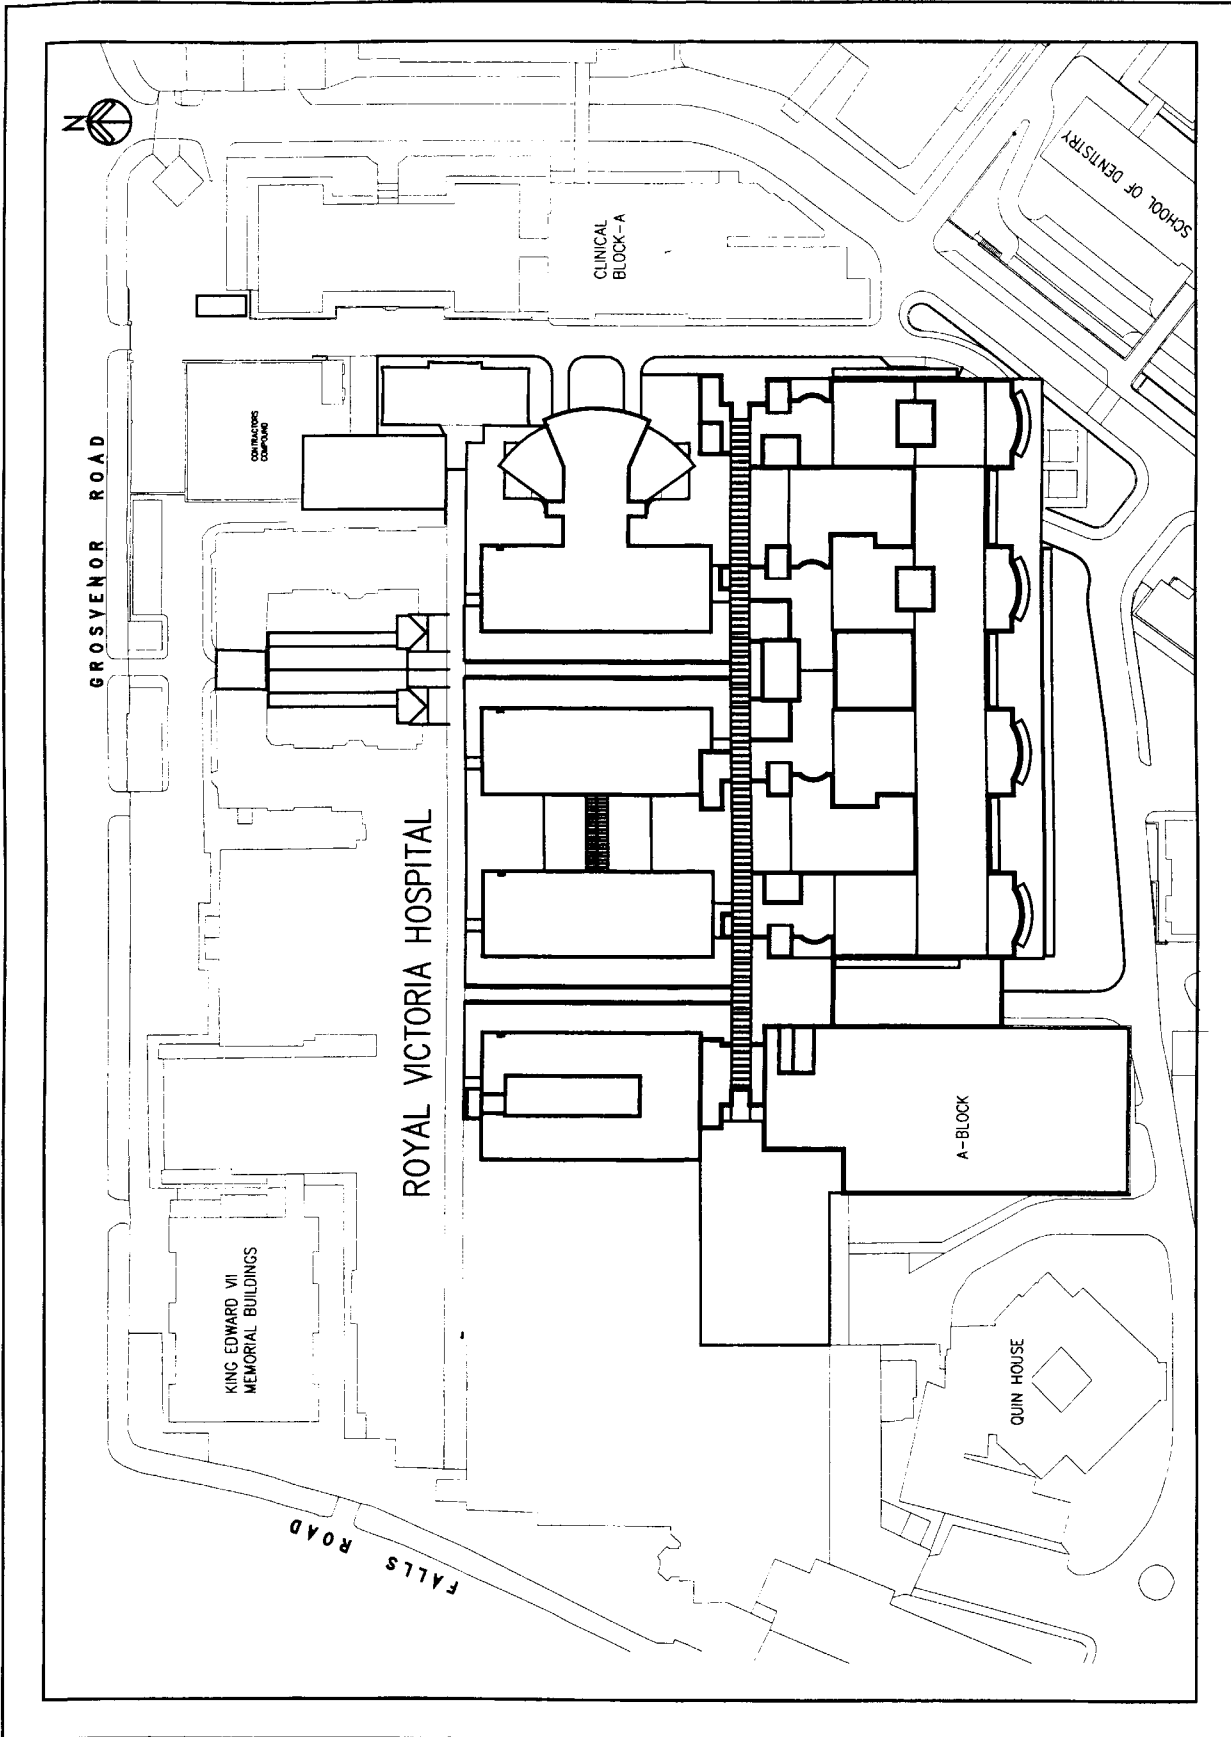 N
GROSVENOR ROAD
CONTRACTORS
COMPOUND
CLINICAL
BLOCK-A
SCHOOL OF DENTISTRY
ROYAL VICTORIA HOSPITAL
A-BLOCK
KING EDWARD VII
MEMORIAL BUILDINGS
QUIN HOUSE
FALLS ROAD